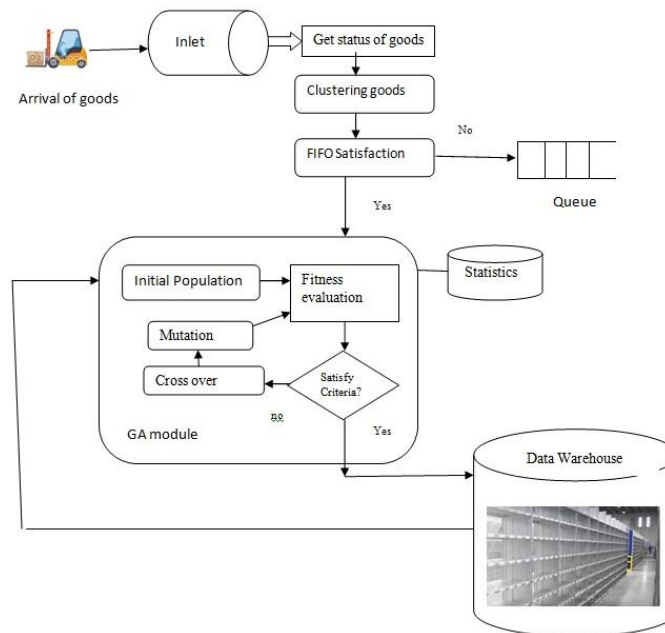 Inlet
Get status of goods
Arrival of goods
Clustering goods
No
FIFO Satisfaction
Queue
Yes
Statistics
Initial Population
Fitness
evaluation
Mutation
Satisfy
Criteria?
Cross over
no
GA module
Yes
Data Warehouse